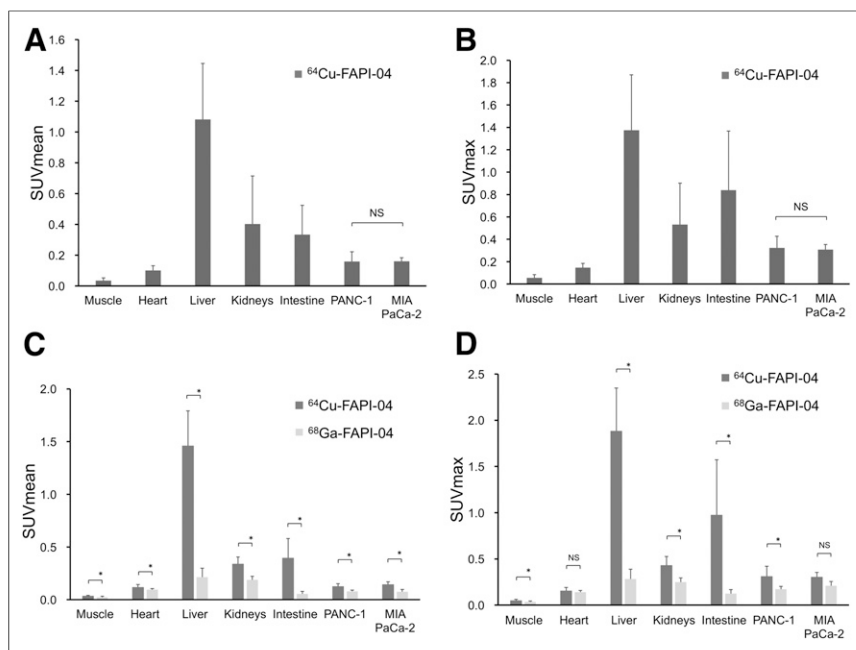 A
SUVmean
1.6
1.4
1.2
1.0
0.8
0.6
0.4
0.2
0.0
⁶⁴Cu-FAPI-04
NS
Muscle Heart Liver Kidneys Intestine PANC-1 MIA
PaCa-2
B
SUVmax
2.0
1.8
1.6
1.4
1.2
1.0
0.8
0.6
0.4
0.2
0.0
⁶⁴Cu-FAPI-04
NS
Muscle Heart Liver Kidneys Intestine PANC-1 MIA
PaCa-2
C
SUVmean
2.0
1.5
1.0
0.5
0.0
⁶⁴Cu-FAPI-04
⁶⁸Ga-FAPI-04
* * * * * * *
Muscle Heart Liver Kidneys Intestine PANC-1 MIA
PaCa-2
D
SUVmax
2.5
2.0
1.5
1.0
0.5
0.0
⁶⁴Cu-FAPI-04
⁶⁸Ga-FAPI-04
* NS * * * * NS
Muscle Heart Liver Kidneys Intestine PANC-1 MIA
PaCa-2